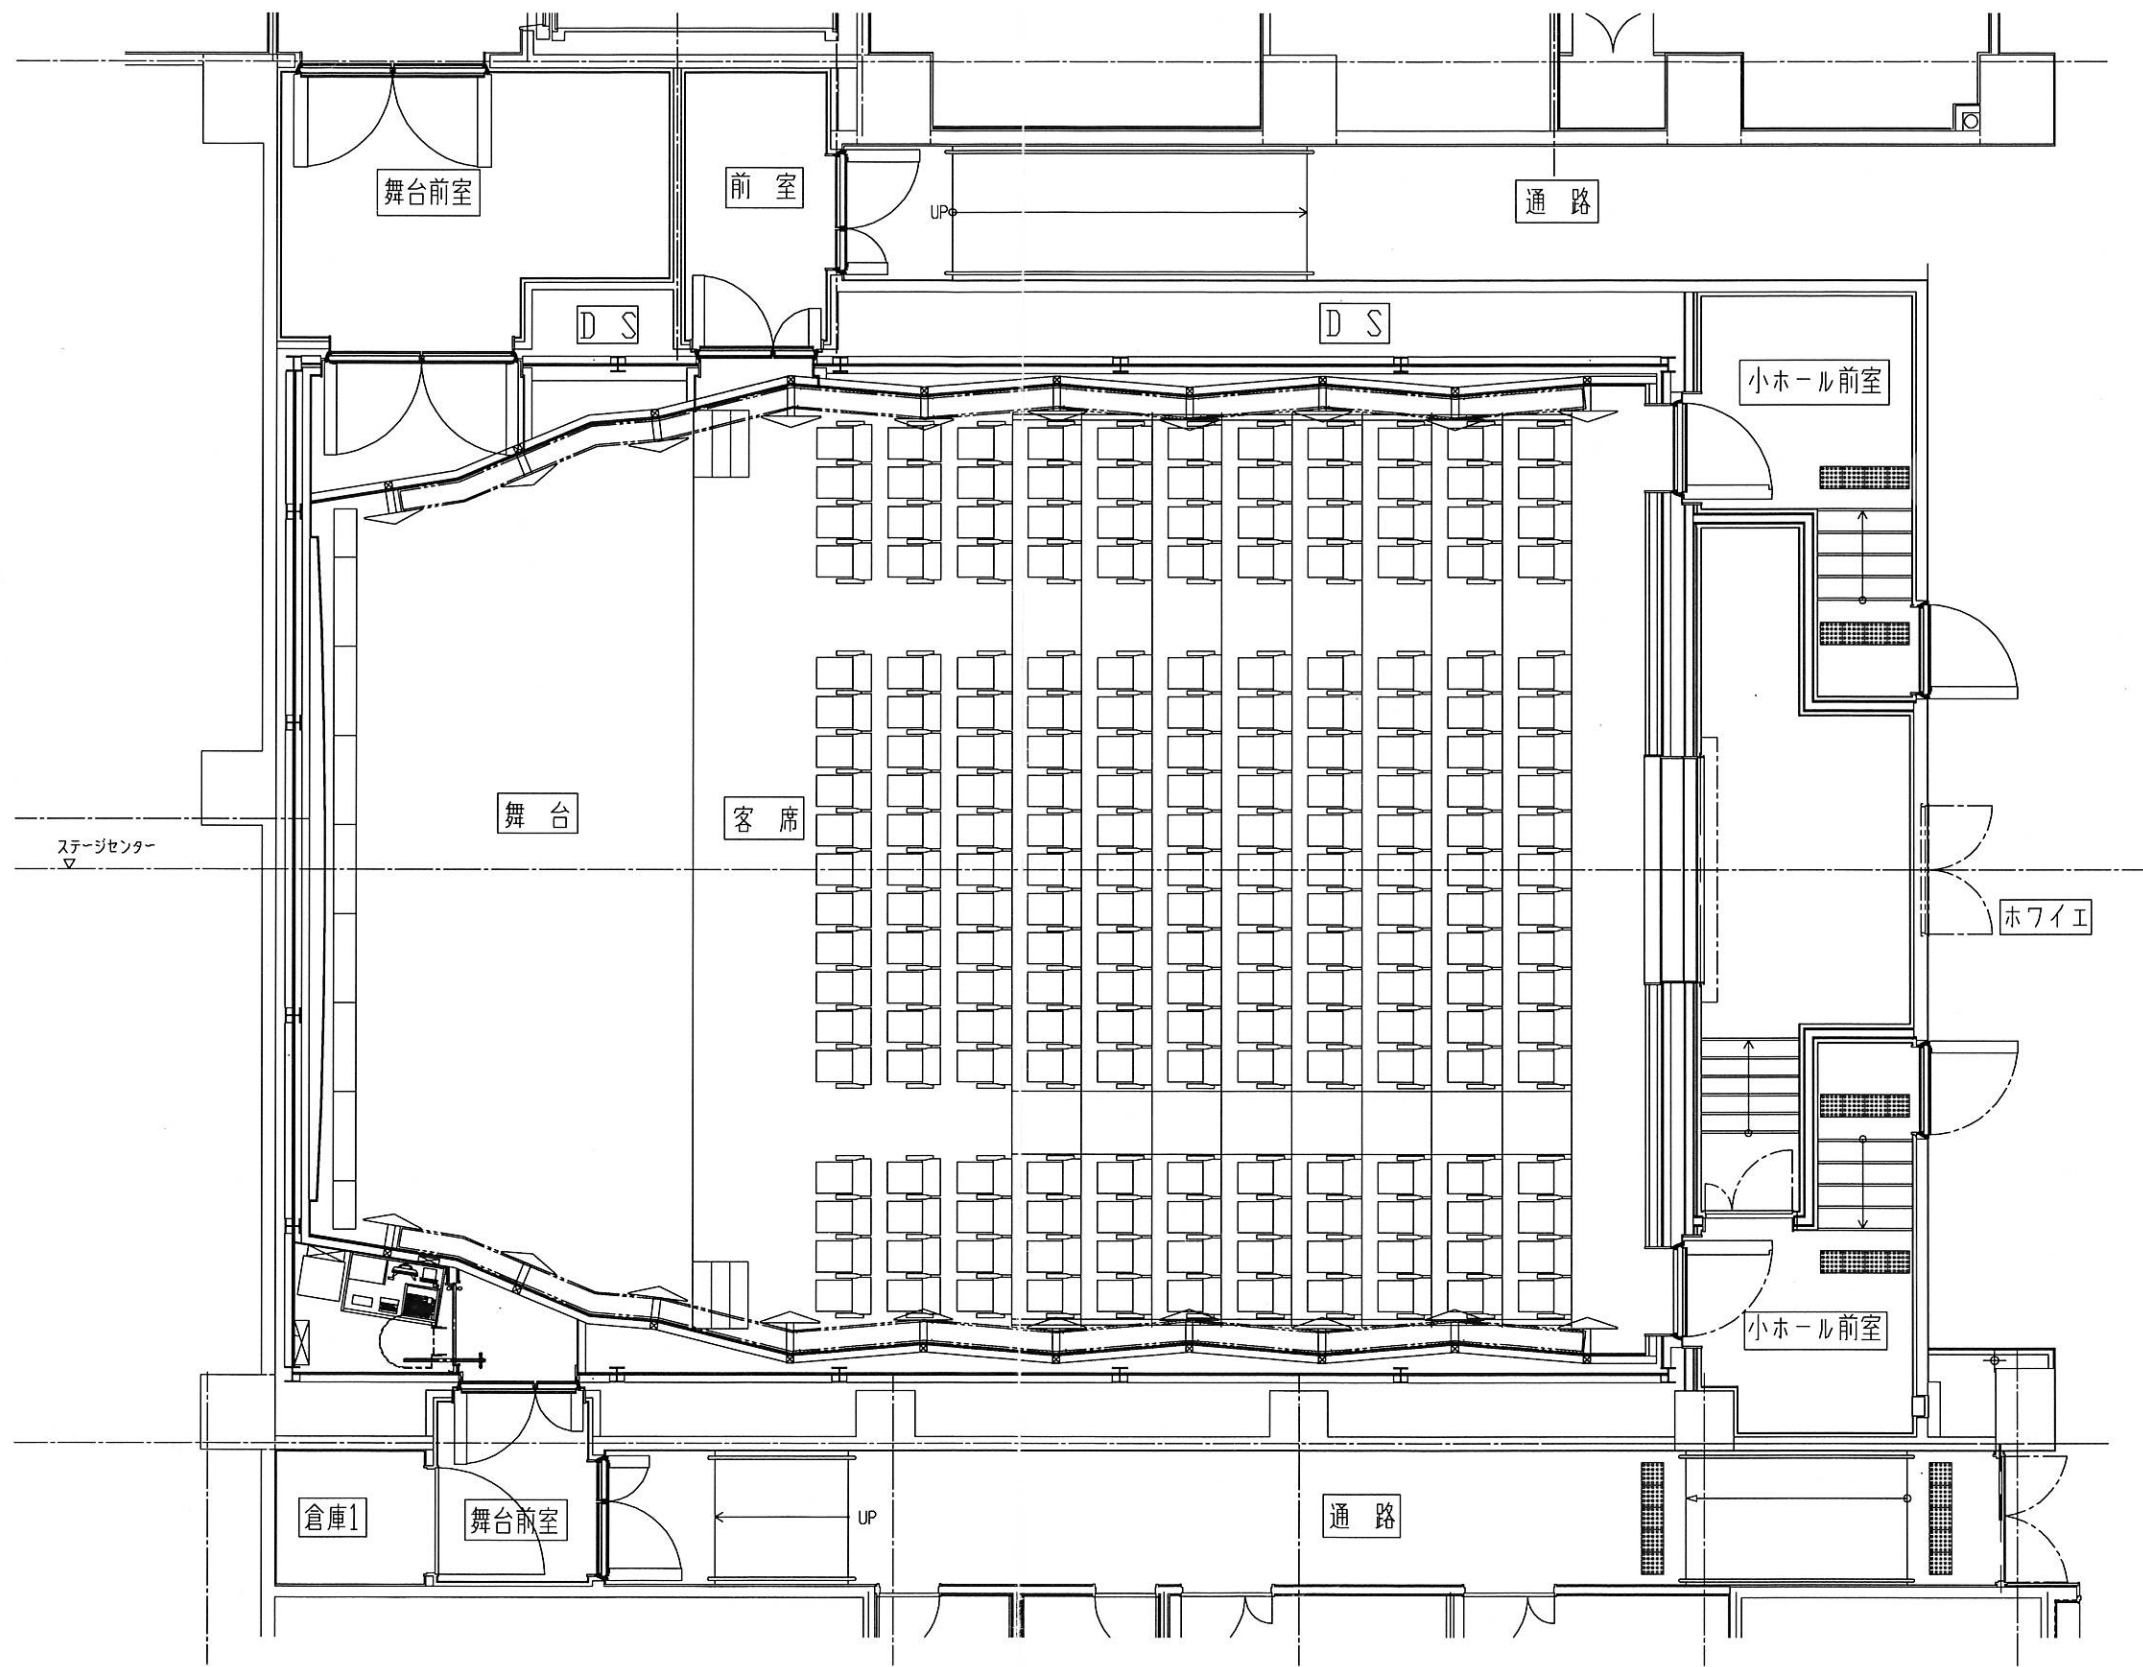 舞台前室
前 室
UP
通 路
D S
D S
小ホール前室
舞 台
客 席
ステージセンター
ホワイエ
小ホール前室
倉庫1
舞台前室
UP
通 路